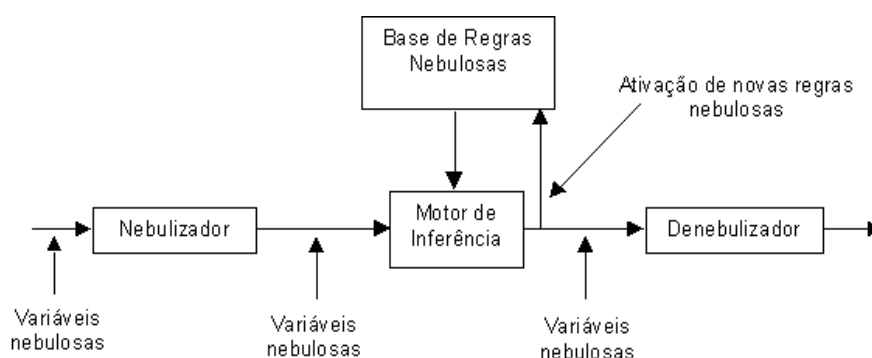 Base de Regras
Nebulosas
Ativação de novas regras
nebulosas
Nebulizador
Motor de
Inferência
Denebulizador
Variáveis
nebulosas
Variáveis
nebulosas
Variáveis
nebulosas